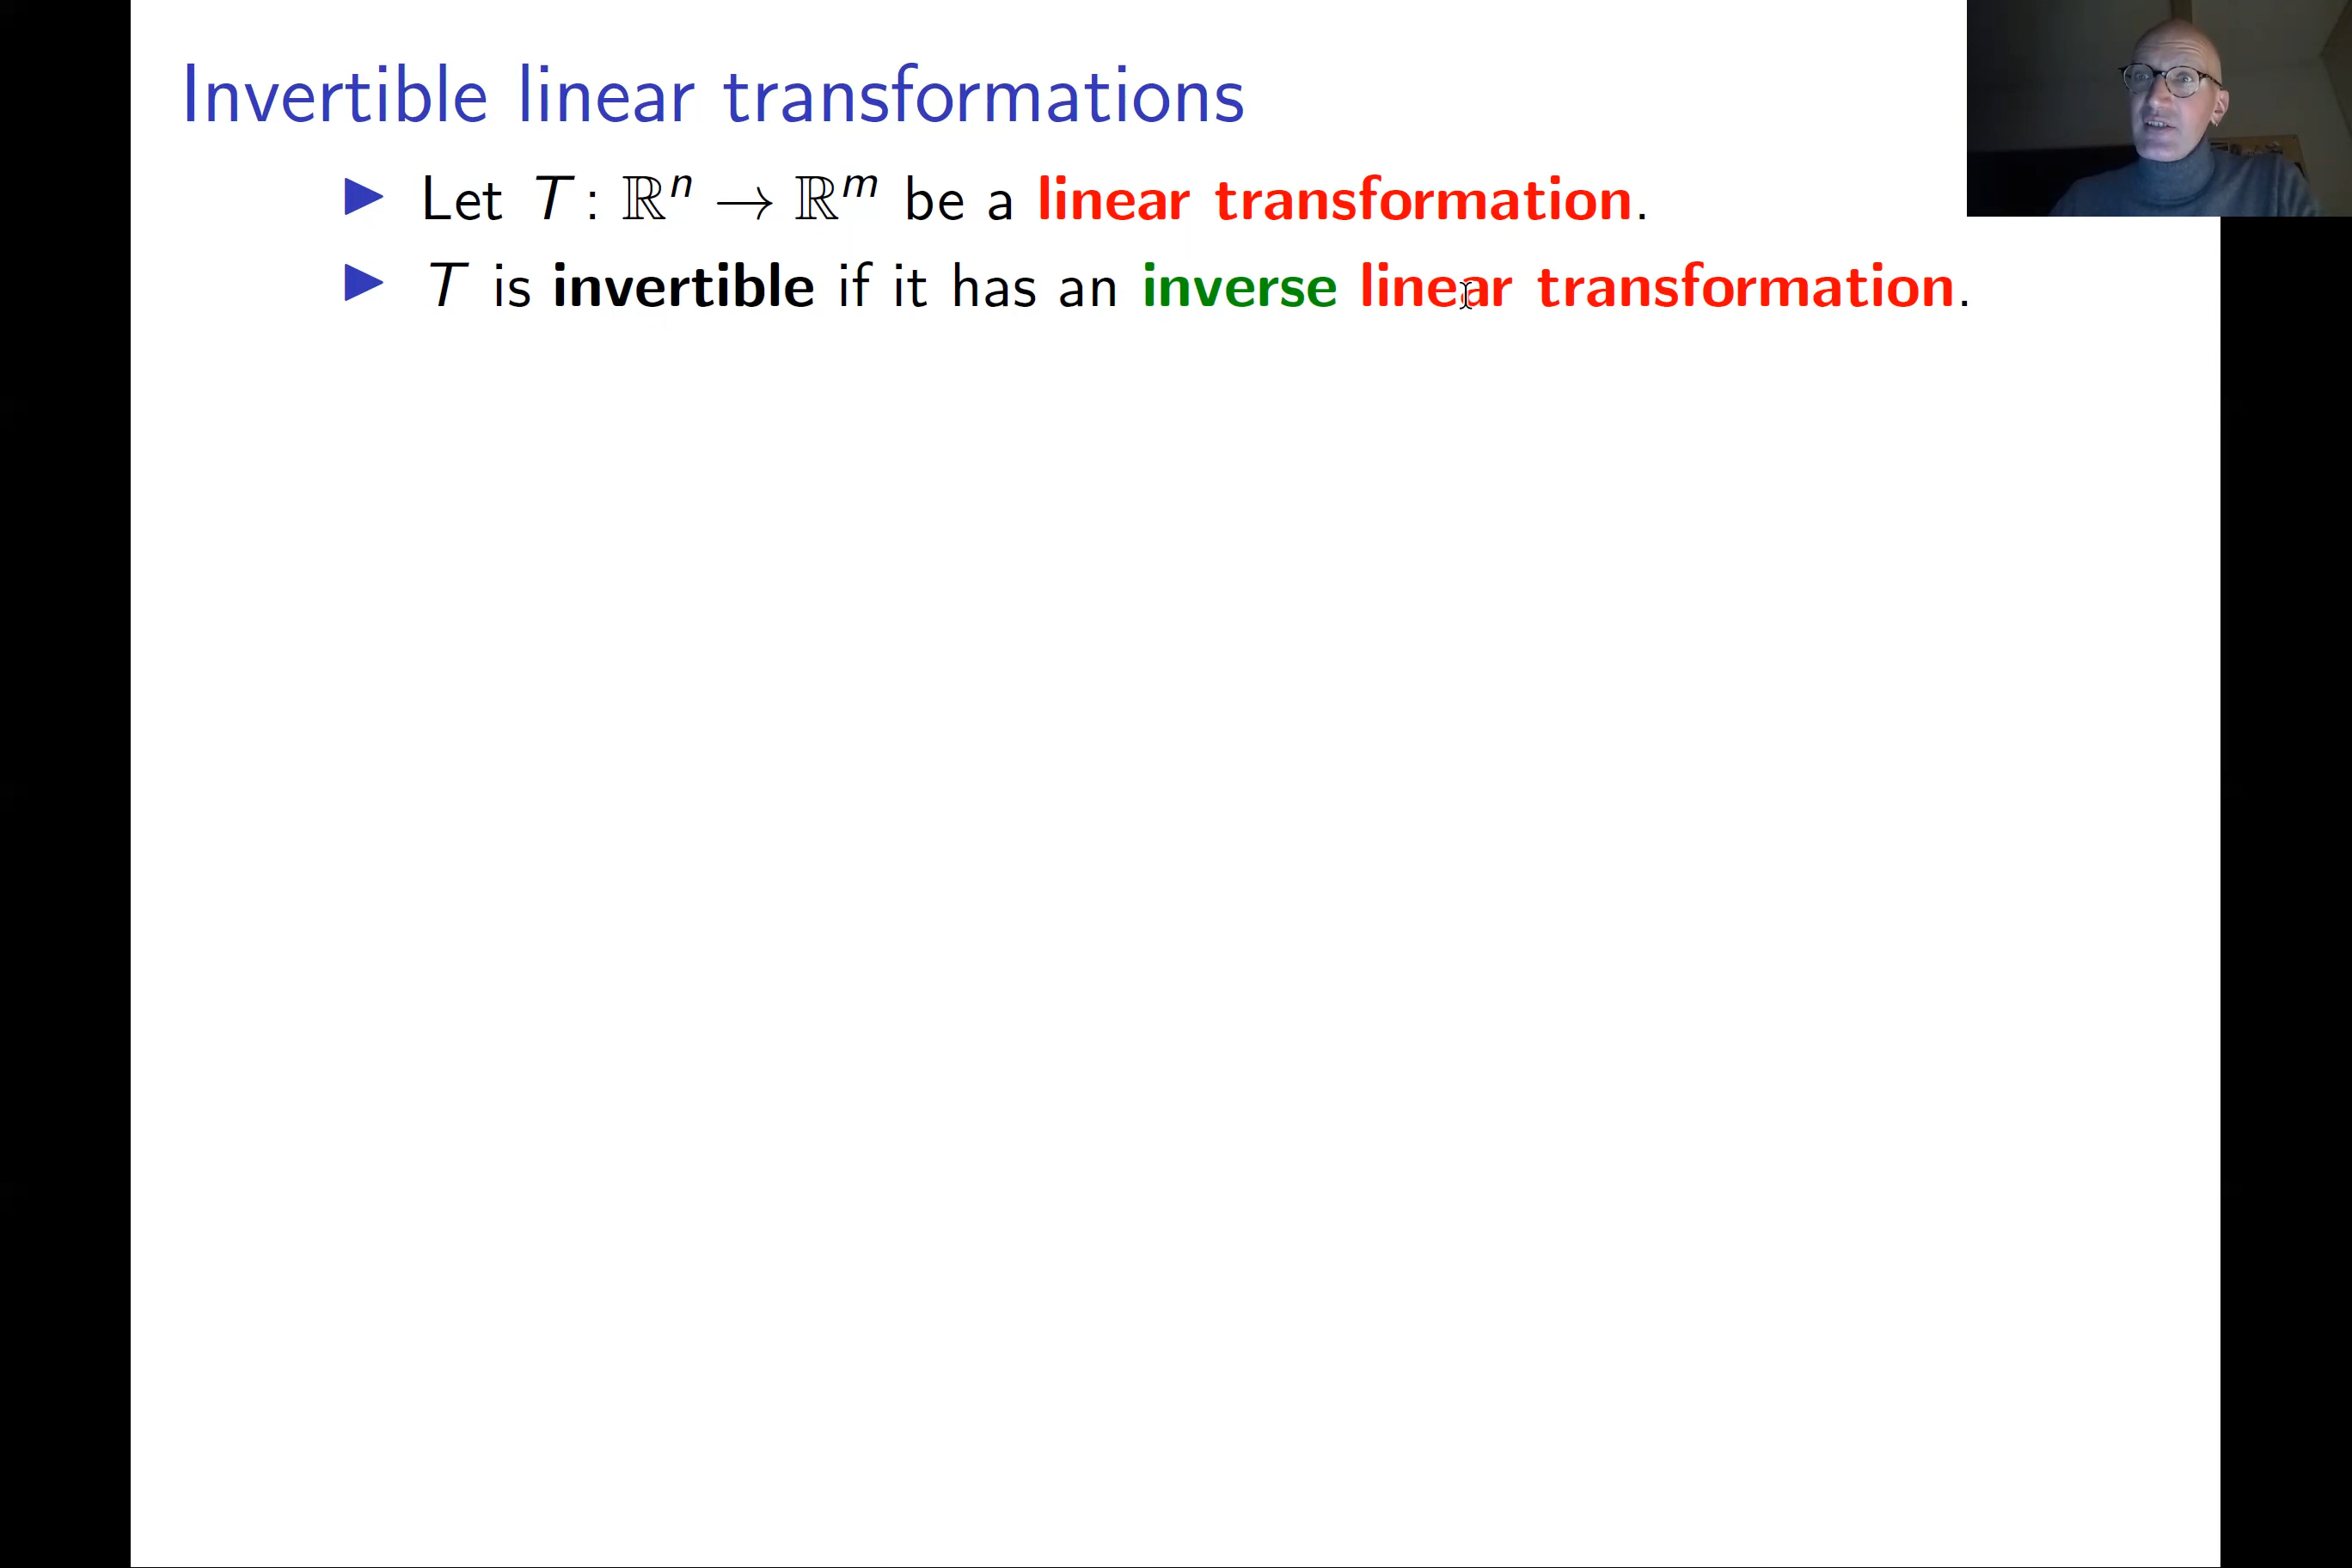 Invertible linear transformations
▶ Let T : ℝⁿ → ℝᵐ be a linear transformation.
▶ T is invertible if it has an inverse linear transformation.